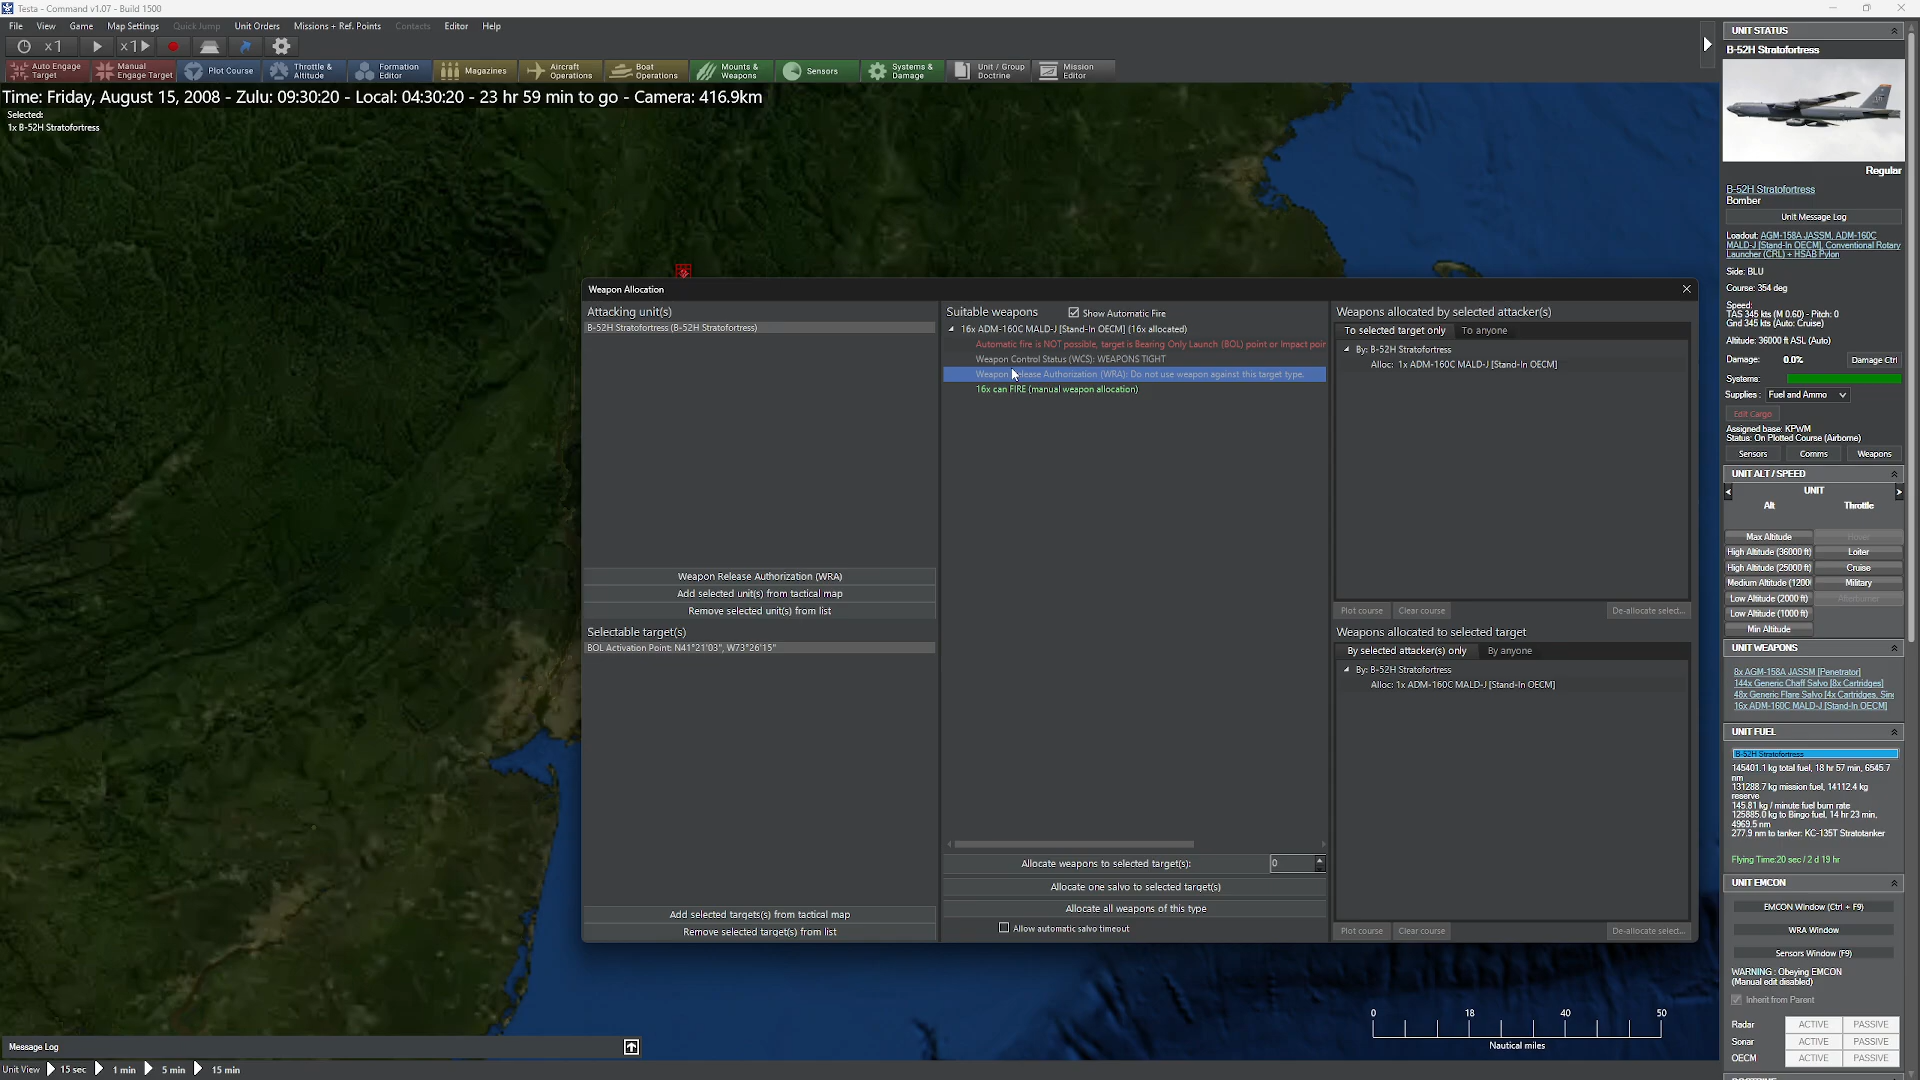 Testa - Command v1.07 - Build 1500
File View Game Map Settings Quick Jump Unit Orders Missions + Ref. Points Contacts Editor Help
x1 x1
Auto Engage Target
Manual Engage Target
Plot Course
Throttle & Altitude
Formation Editor
Magazines
Aircraft Operations
Boat Operations
Mounts & Weapons
Sensors
Systems & Damage
Unit / Group Doctrine
Mission Editor
Time: Friday, August 15, 2008 - Zulu: 09:30:20 - Local: 04:30:20 - 23 hr 59 min to go - Camera: 416.9km
Selected:
1x B-52H Stratofortress
Weapon Allocation
Attacking unit(s)
B-52H Stratofortress (B-52H Stratofortress)
Weapon Release Authorization (WRA)
Add selected unit(s) from tactical map
Remove selected unit(s) from list
Selectable target(s)
BOL Activation Point: N41°21'03", W73°26'15"
Add selected targets(s) from tactical map
Remove selected target(s) from list
Suitable weapons Show Automatic Fire
16x ADM-160C MALD-J [Stand-In OECM] (16x allocated)
Automatic fire is NOT possible, target is Bearing Only Launch (BOL) point or Impact poin
Weapon Control Status (WCS): WEAPONS TIGHT
Weapon Release Authorization (WRA): Do not use weapon against this target type.
16x can FIRE (manual weapon allocation)
Allocate weapons to selected target(s): 0
Allocate one salvo to selected target(s)
Allocate all weapons of this type
Allow automatic salvo timeout
Weapons allocated by selected attacker(s)
To selected target only To anyone
By: B-52H Stratofortress
Alloc: 1x ADM-160C MALD-J [Stand-In OECM]
Plot course Clear course De-allocate select...
Weapons allocated to selected target
By selected attacker(s) only By anyone
By: B-52H Stratofortress
Alloc: 1x ADM-160C MALD-J [Stand-In OECM]
Plot course Clear course De-allocate select...
0 18 40 50
Nautical miles
Message Log
Unit View 15 sec 1 min 5 min 15 min
UNIT STATUS
B-52H Stratofortress
Regular
B-52H Stratofortress
Bomber
Unit Message Log
Loadout: AGM-158A JASSM, ADM-160C
MALD-J [Stand-In OECM], Conventional Rotary
Launcher (CRL) + HSAB Pylon
Side: BLU
Course: 354 deg
Speed:
TAS 345 kts (M 0.60) - Pitch: 0
Gnd 345 kts (Auto: Cruise)
Altitude: 36000 ft ASL (Auto)
Damage: 0.0% Damage Ctrl
Systems:
Supplies : Fuel and Ammo
Edit Cargo
Assigned base: KPWM
Status: On Plotted Course (Airborne)
Sensors Comms Weapons
UNIT ALT / SPEED
UNIT
Alt Throttle
Max Altitude
High Altitude (36000 ft) Loiter
High Altitude (25000 ft) Cruise
Medium Altitude (1200 Military
Low Altitude (2000 ft) Afterburner
Low Altitude (1000 ft)
Min Altitude
UNIT WEAPONS
8x AGM-158A JASSM [Penetrator]
144x Generic Chaff Salvo [8x Cartridges]
48x Generic Flare Salvo [4x Cartridges, Sin
16x ADM-160C MALD-J [Stand-In OECM]
UNIT FUEL
B-52H Stratofortress
145401.1 kg total fuel, 18 hr 57 min, 6545.7
nm
131288.7 kg mission fuel, 14112.4 kg
reserve
145.81 kg / minute fuel burn rate
125885.0 kg to Bingo fuel, 14 hr 23 min,
4969.5 nm
277.9 nm to tanker: KC-135T Stratotanker
Flying Time:20 sec / 2 d 19 hr
UNIT EMCON
EMCON Window (Ctrl + F9)
WRA Window
Sensors Window (F9)
WARNING : Obeying EMCON
(Manual edit disabled)
Inherit from Parent
Radar ACTIVE PASSIVE
Sonar ACTIVE PASSIVE
OECM ACTIVE PASSIVE